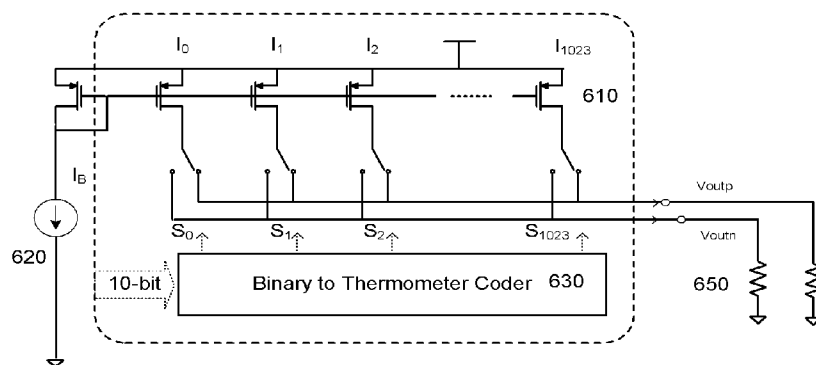 I0 I1 I2 I1023
610
IB
Voutp
S0 S1 S2 S1023
Voutn
620
10-bit Binary to Thermometer Coder 630
650